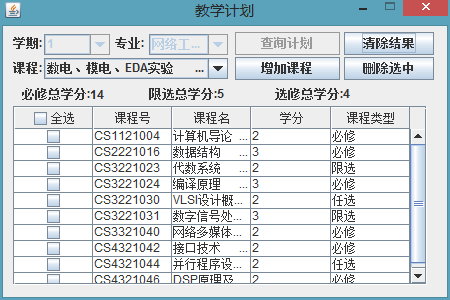 教学计划
学期: 1 专业: 网络工... 查询计划 清除结果
课程: 数电、模电、EDA实验 ... 增加课程 删除选中
必修总学分:14 限选总学分:5 选修总学分:4
全选 课程号 课程名 学分 课程类型
CS1121004 计算机导论 ... 2 必修
CS2221016 数据结构 ... 3 必修
CS3221023 代数系统 ... 2 限选
CS3221024 编译原理 ... 3 必修
CS3221030 VLSI设计概... 2 任选
CS3221031 数字信号处... 3 限选
CS3321040 网络多媒体... 2 必修
CS4321042 接口技术 ... 2 必修
CS4321044 并行程序设... 2 任选
CS4321046 DSP原理及... 2 必修